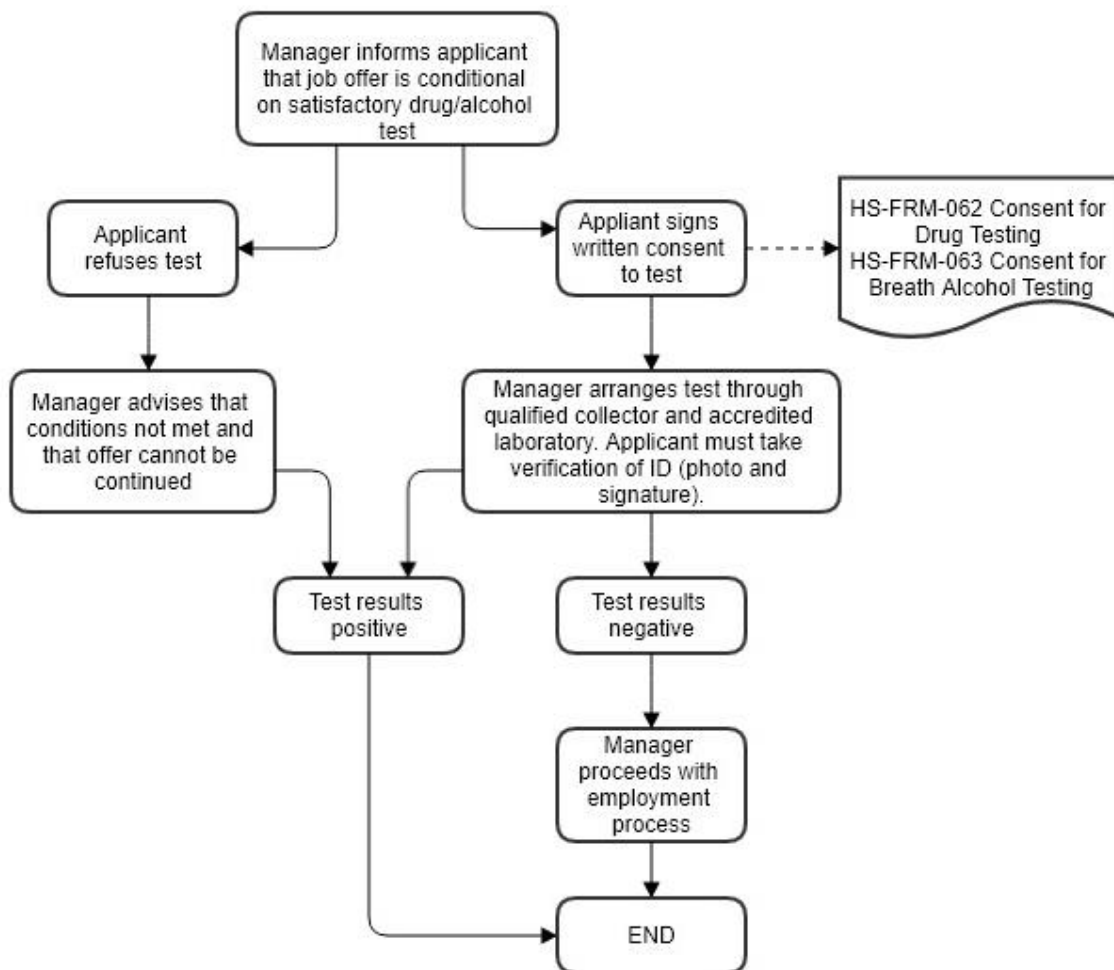 Manager informs applicant
that job offer is conditional
on satisfactory drug/alcohol
test
Applicant
refuses test
Appliant signs
written consent
to test
HS-FRM-062 Consent for
Drug Testing
HS-FRM-063 Consent for
Breath Alcohol Testing
Manager advises that
conditions not met and
that offer cannot be
continued
Manager arranges test through
qualified collector and accredited
laboratory. Applicant must take
verification of ID (photo and
signature).
Test results
positive
Test results
negative
Manager
proceeds with
employment
process
END